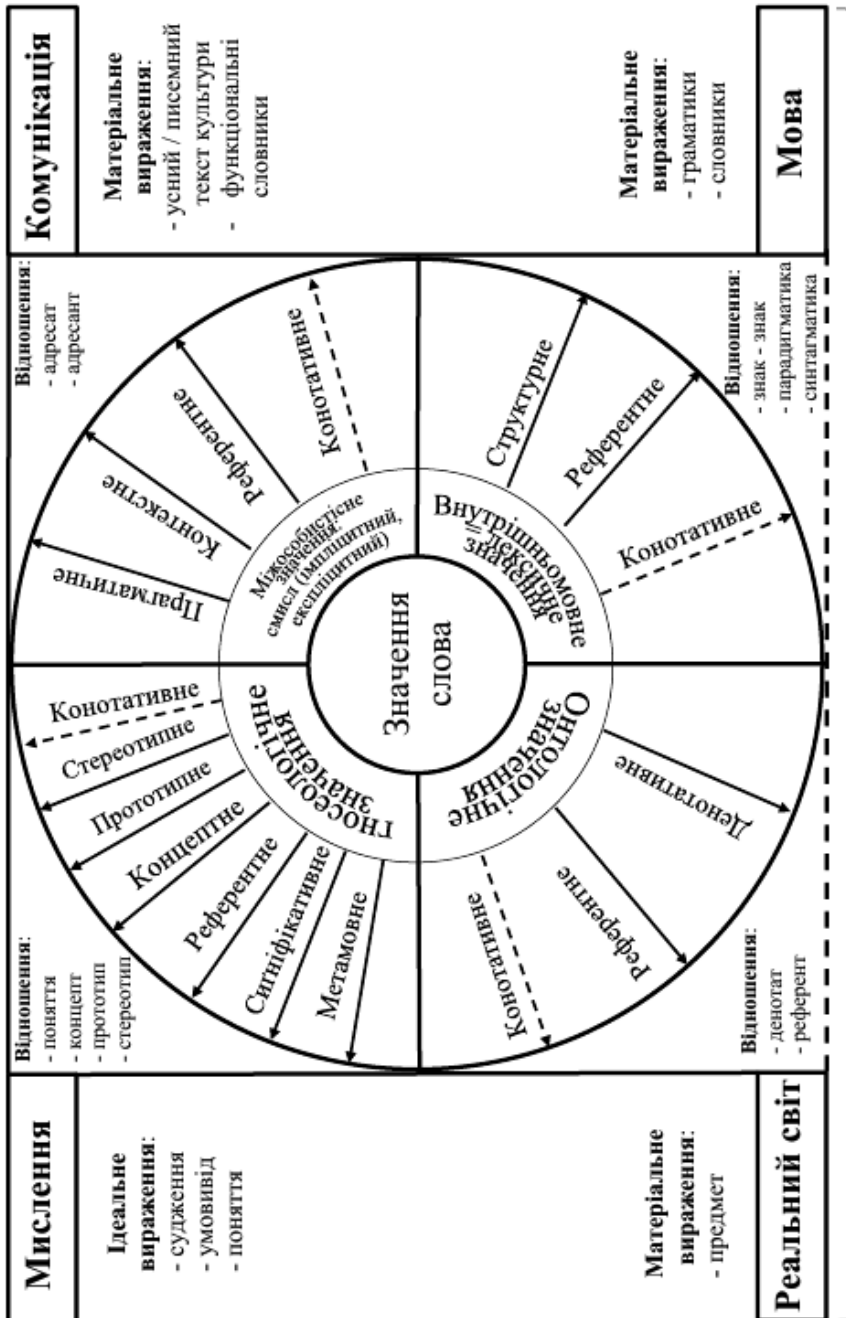 Мислення
Комунікація
Ідеальне
вираження:
- судження
- умовивід
- поняття
Відношення:
- поняття
- концепт
- прототип
- стереотип
Відношення:
- адресат
- адресант
Матеріальне
вираження:
- усний / писемний
текст культури
- функціональні
словники
Метамовне
Сигніфікативне
Референтне
Концептне
Прототипне
Стереотипне
Конотативне
Прагматичне
Контекстне
Референтне
Конотативне
гносеологічне
значення
Міжособистісне
значення:
смисл (імпліцитний,
експліцитний)
Значення
слова
Онтологічне
значення
Внутрішньомовне
= лексичне
значення
Конотативне
Референтне
Денотативне
Конотативне
Референтне
Структурне
Матеріальне
вираження:
- предмет
Відношення:
- денотат
- референт
Відношення:
- знак - знак
- парадигматика
- синтагматика
Матеріальне
вираження:
- граматики
- словники
Реальний світ
Мова